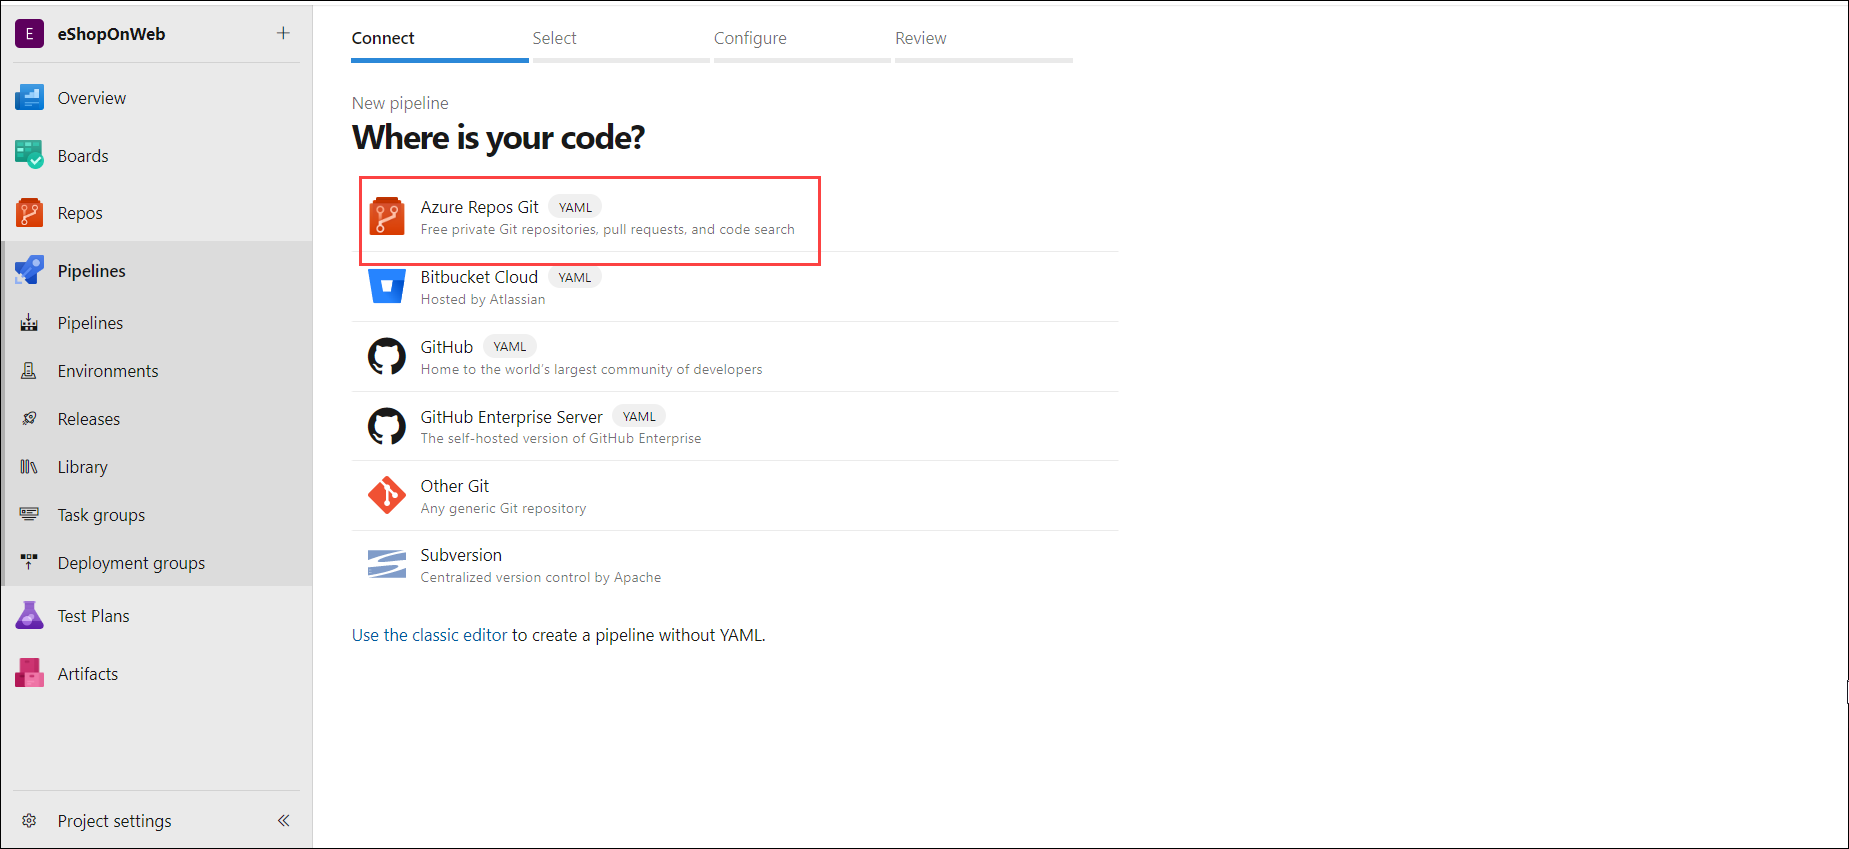 E
eShopOnWeb
Overview
Boards
Repos
Pipelines
Pipelines
Environments
Releases
Library
Task groups
Deployment groups
Test Plans
Artifacts
Project settings
Connect
Select
Configure
Review
New pipeline
Where is your code?
Azure Repos Git YAML
Free private Git repositories, pull requests, and code search
Bitbucket Cloud YAML
Hosted by Atlassian
GitHub YAML
Home to the world's largest community of developers
GitHub Enterprise Server YAML
The self-hosted version of GitHub Enterprise
Other Git
Any generic Git repository
Subversion
Centralized version control by Apache
Use the classic editor to create a pipeline without YAML.